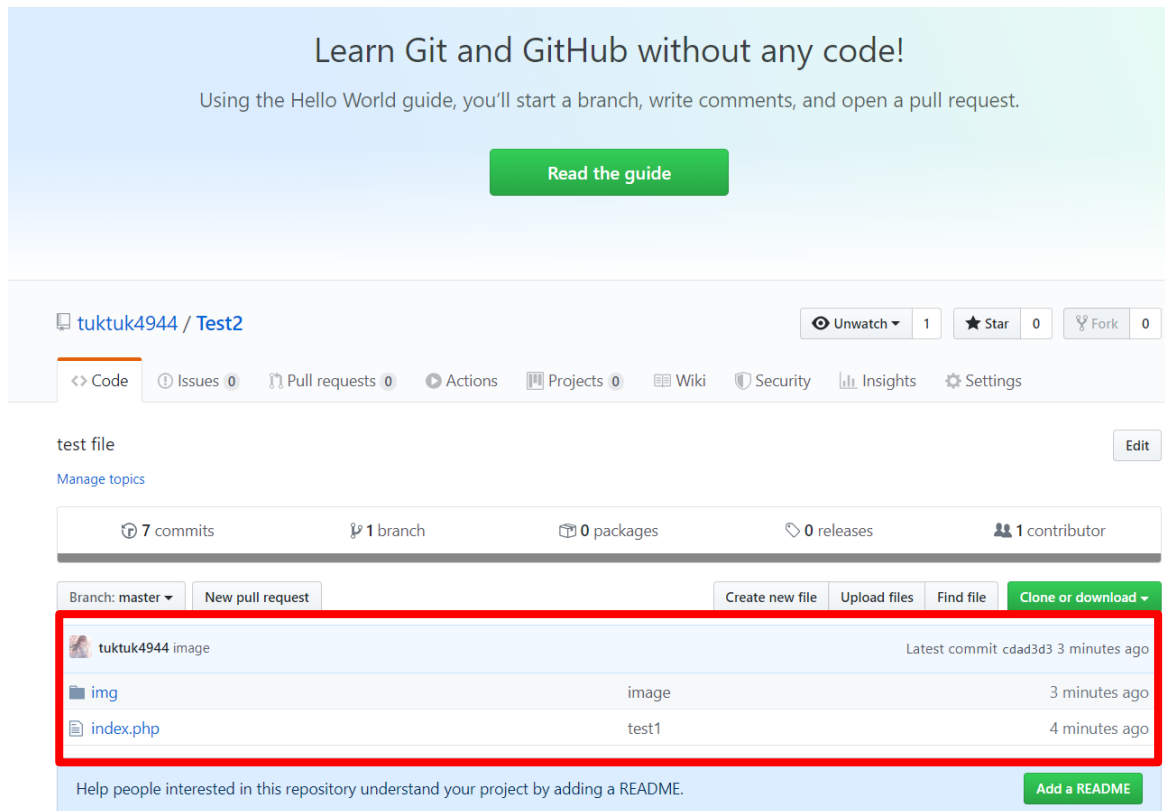 Learn Git and GitHub without any code!
Using the Hello World guide, you'll start a branch, write comments, and open a pull request.
Read the guide
tuktuk4944 / Test2
Unwatch 1 Star 0 Fork 0
Code Issues 0 Pull requests 0 Actions Projects 0 Wiki Security Insights Settings
test file Edit
Manage topics
7 commits 1 branch 0 packages 0 releases 1 contributor
Branch: master New pull request Create new file Upload files Find file Clone or download
tuktuk4944 image Latest commit cdad3d3 3 minutes ago
img image 3 minutes ago
index.php test1 4 minutes ago
Help people interested in this repository understand your project by adding a README. Add a README